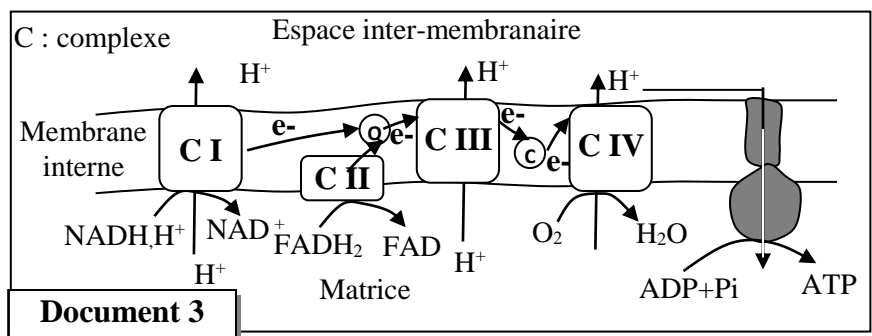 C : complexe
Espace inter-membranaire
H⁺
H⁺
H⁺
Membrane interne
C I
e-
Q
e-
C II
C III
e-
C
e-
C IV
NADH,H⁺
NAD⁺
FADH₂
FAD
H⁺
H⁺
O₂
H₂O
ADP+Pi
ATP
Matrice
Document 3